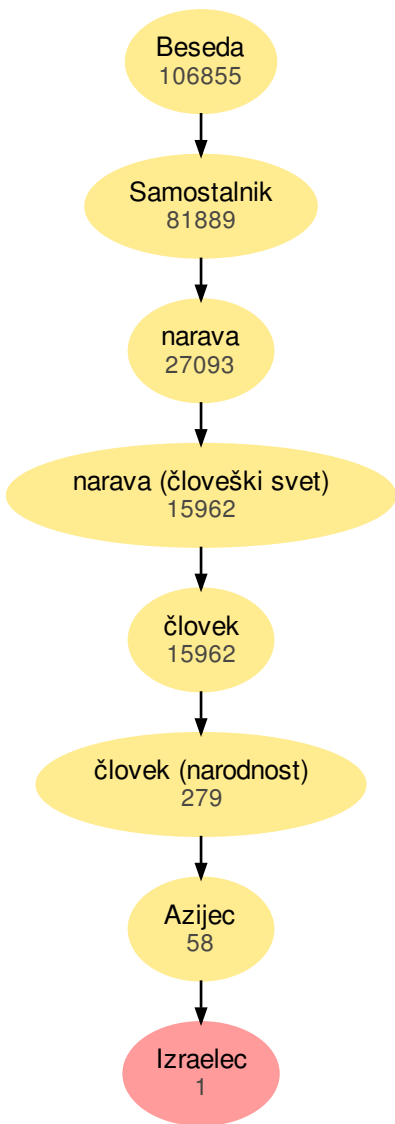 Beseda
106855
Samostalnik
81889
narava
27093
narava (človeški svet)
15962
človek
15962
človek (narodnost)
279
Azijec
58
Izraelec
1